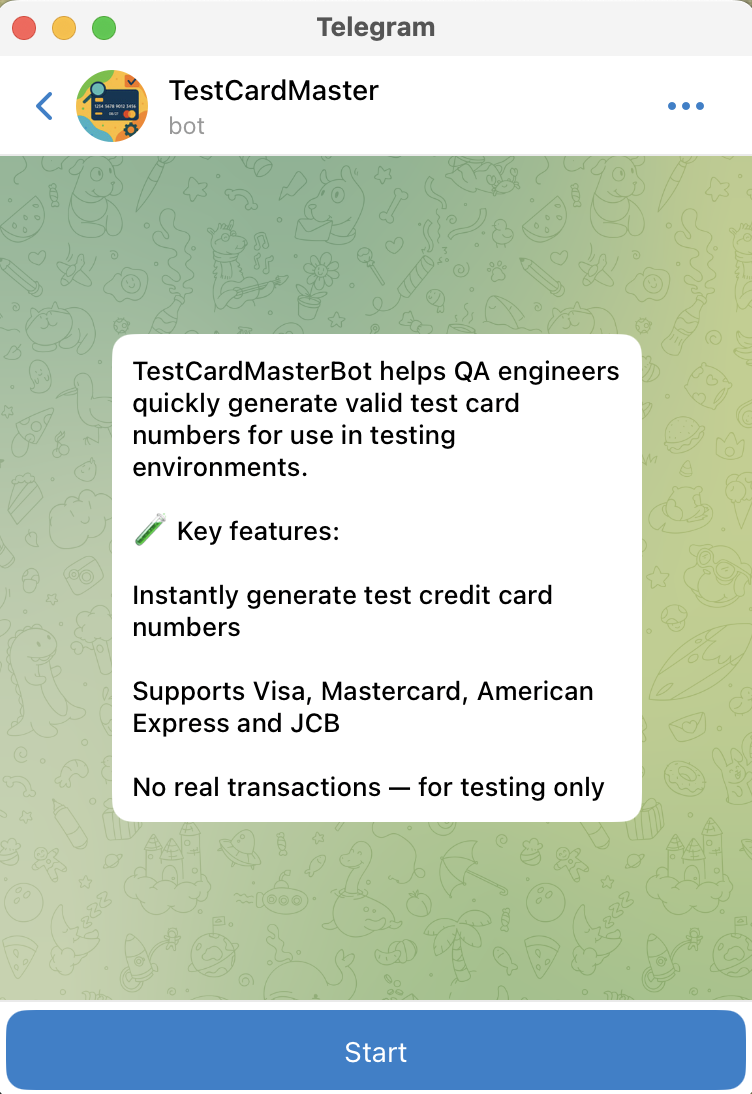 Telegram
TestCardMaster
bot
TestCardMasterBot helps QA engineers
quickly generate valid test card
numbers for use in testing
environments.
🧪 Key features:
Instantly generate test credit card
numbers
Supports Visa, Mastercard, American
Express and JCB
No real transactions — for testing only
Start